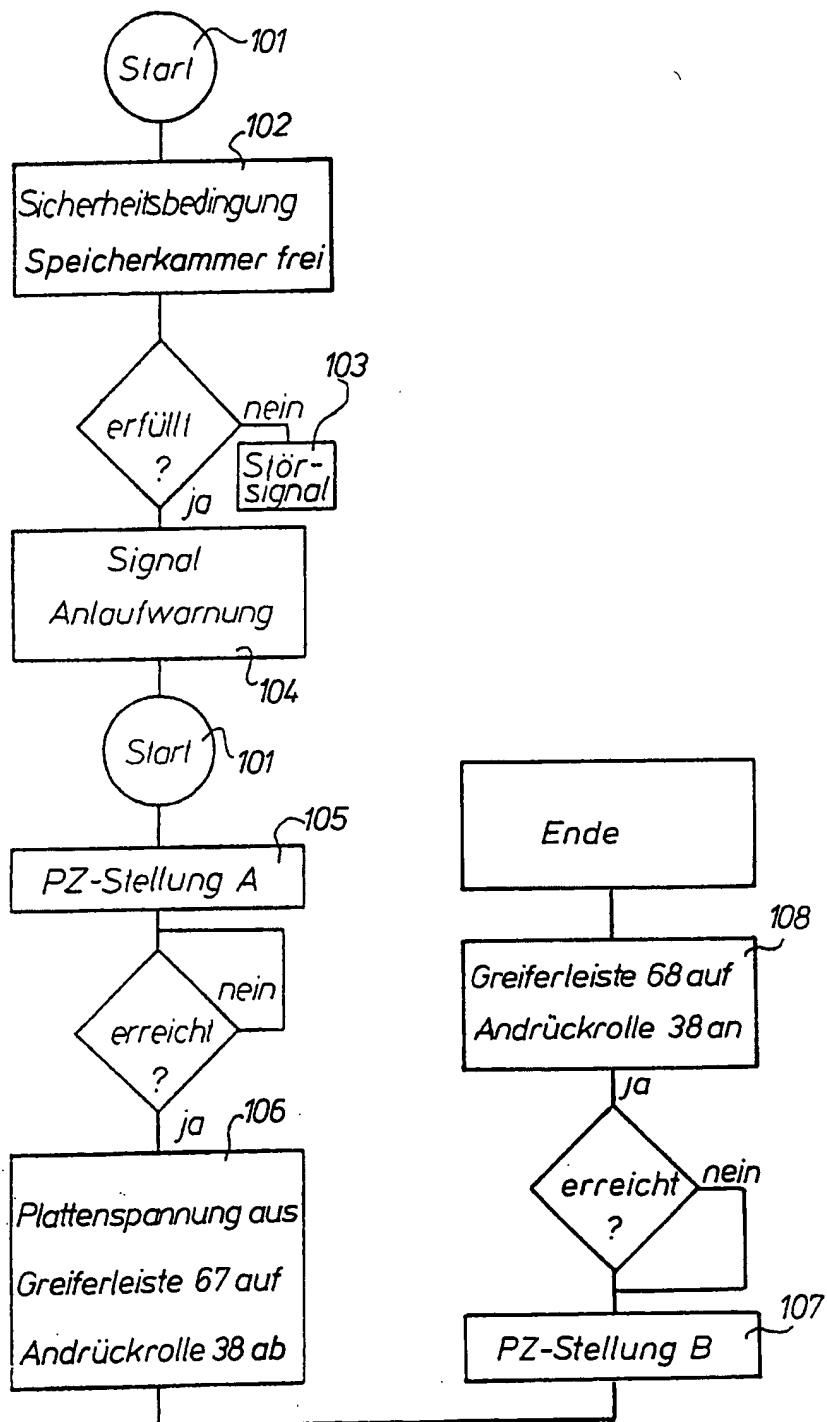 Start
101
102
Sicherheitsbedingung
Speicherkammer frei
103
erfüllt
?
nein
Stör-
signal
ja
Signal
Anlaufwarnung
104
Start
101
105
PZ-Stellung A
nein
erreicht
?
ja
106
Plattenspannung aus
Greiferleiste 67 auf
Andrückrolle 38 ab
Ende
108
Greiferleiste 68 auf
Andrückrolle 38 an
ja
erreicht
?
nein
107
PZ-Stellung B